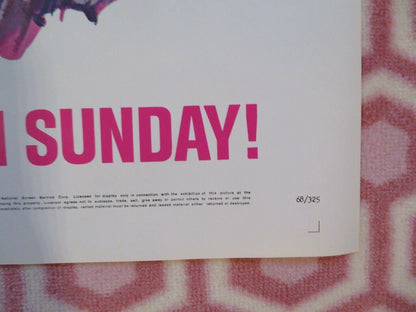 SUNDAY!
National Screen Service Corp. Licensor for display only in connection with the exhibition of this picture at the
this property, Licensee agrees not to sublease, trade, sell, give away or permit others to receive or use this
after completion of display, rented material must be returned and leased material either returned or destroyed
68/325